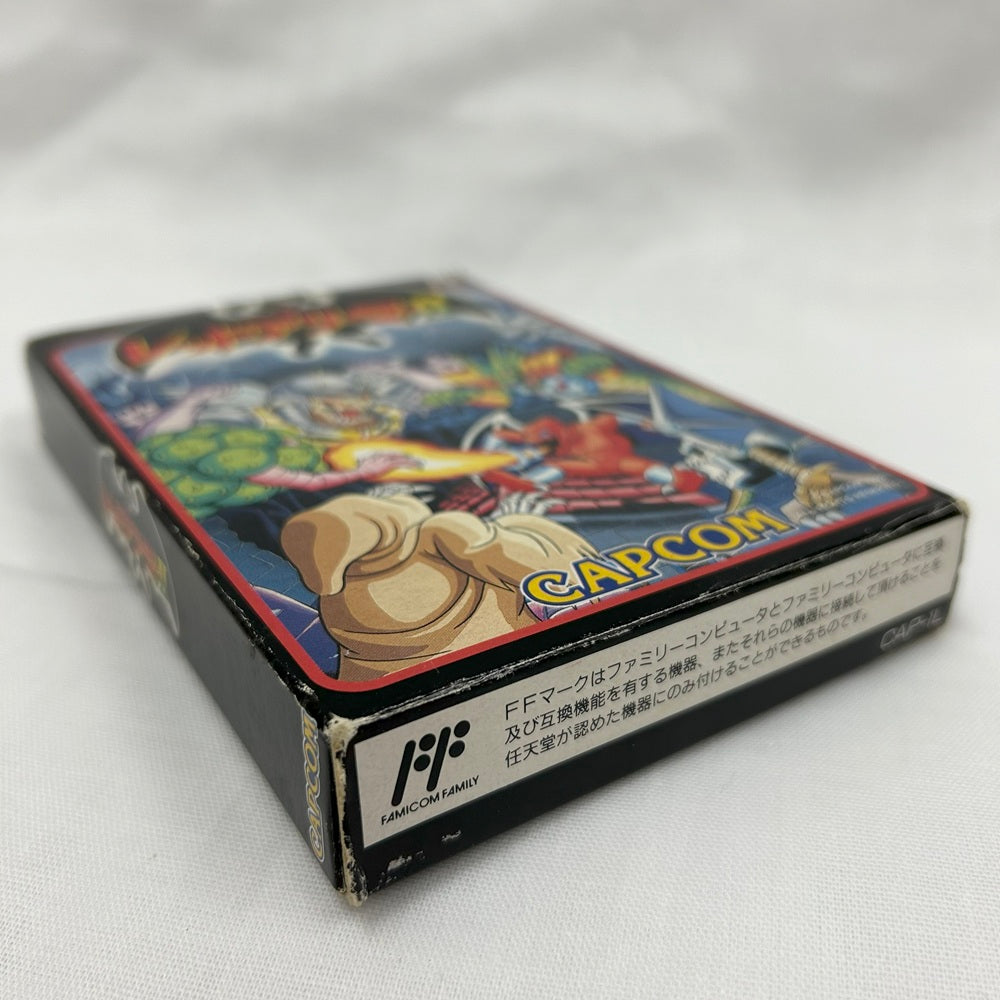 CAPCOM
FFマークはファミリーコンピュータとファミリーコンピュータに互換
及び互換機能を有する機器、またそれらの機器に接続して頂けることを
任天堂が認めた機器にのみ付けることができるものです。
FAMICOM FAMILY
CAP-IL
CAPCOM